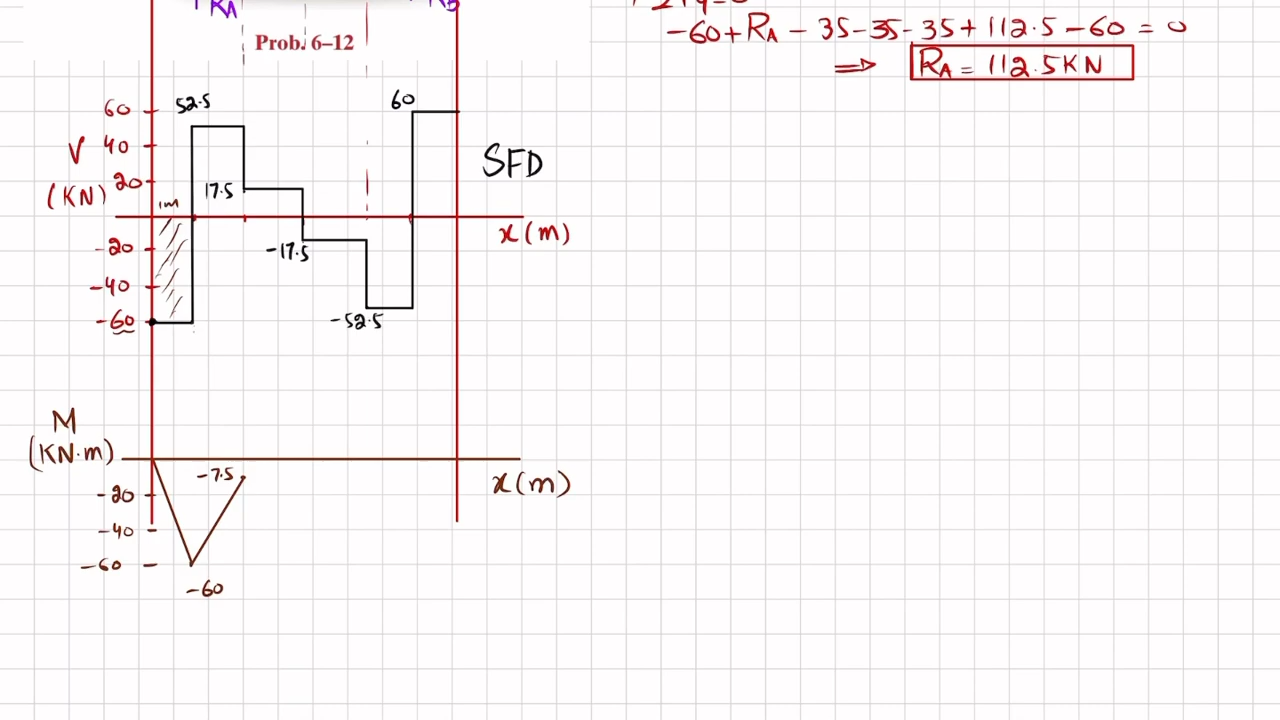 RA
RB
Prob. 6–12
-60+RA - 35-35-35+112.5-60=0
⇒ RA = 112.5KN
52.5
60
60
V
40
SFD
20
1m
17.5
(KN)
x(m)
-20
-17.5
-40
-60
-52.5
M
(KN.m)
-7.5
x(m)
-20
-40
-60
-60